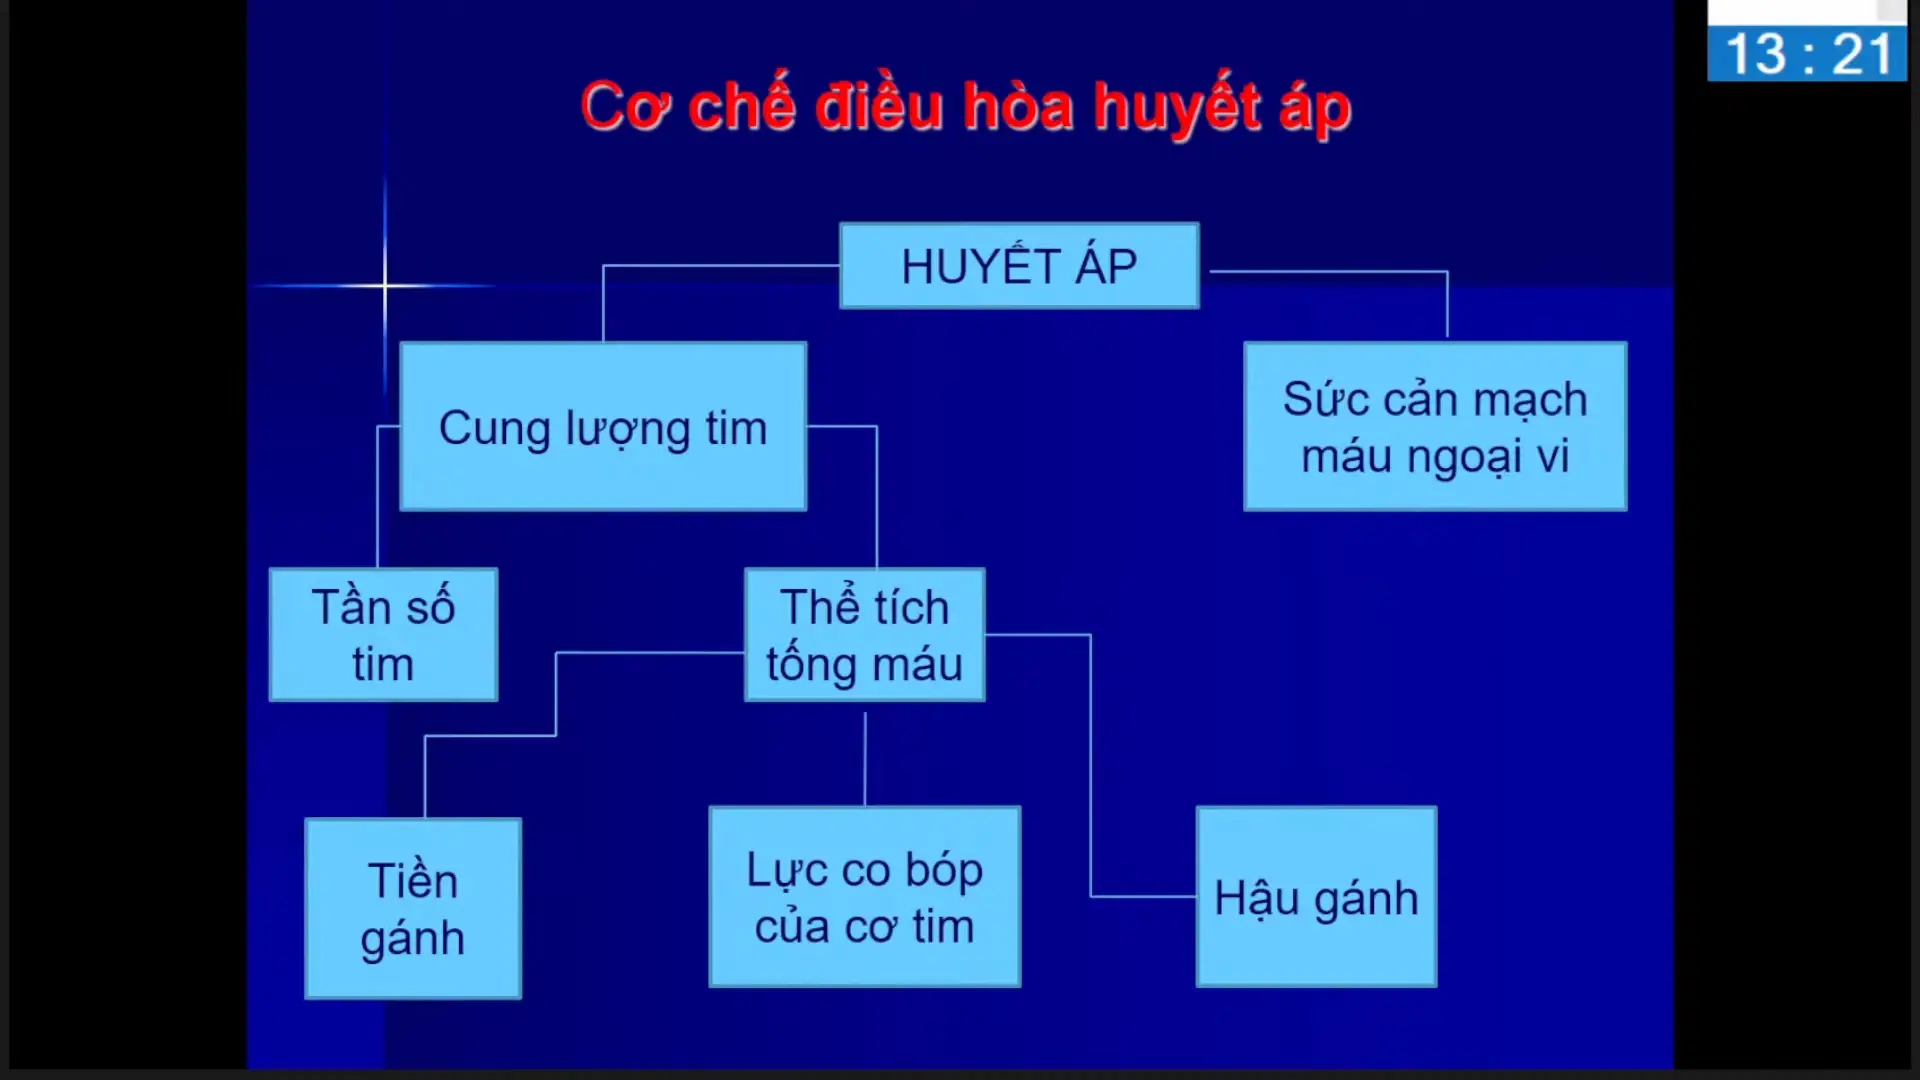 13 : 21
Cơ chế điều hòa huyết áp
HUYẾT ÁP
Cung lượng tim
Sức cản mạch
máu ngoại vi
Tần số
tim
Thể tích
tống máu
Tiền
gánh
Lực co bóp
của cơ tim
Hậu gánh